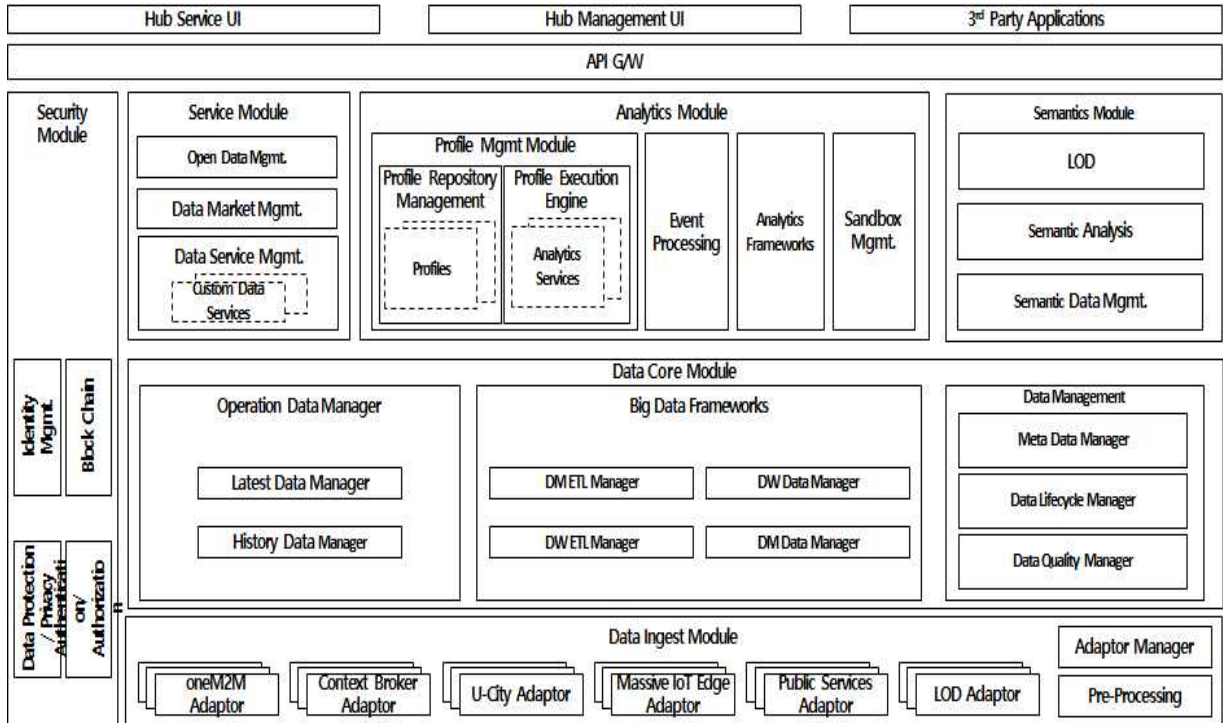 Hub Service UI
Hub Management UI
3rd Party Applications
API G/W
Security
Module
Identity
Mgmt.
Block Chain
Data Protection
/ Privacy
Authenticati
on/
Authorizatio
n
Service Module
Open Data Mgmt.
Data Market Mgmt.
Data Service Mgmt.
Custom Data
Services
Analytics Module
Profile Mgmt Module
Profile Repository
Management
Profiles
Profile Execution
Engine
Analytics
Services
Event
Processing
Analytics
Frameworks
Sandbox
Mgmt.
Semantics Module
LOD
Semantic Analysis
Semantic Data Mgmt.
Data Core Module
Operation Data Manager
Latest Data Manager
History Data Manager
Big Data Frameworks
DM ETL Manager
DW Data Manager
DW ETL Manager
DM Data Manager
Data Management
Meta Data Manager
Data Lifecycle Manager
Data Quality Manager
Data Ingest Module
oneM2M
Adaptor
Context Broker
Adaptor
U-City Adaptor
Massive IoT Edge
Adaptor
Public Services
Adaptor
LOD Adaptor
Adaptor Manager
Pre-Processing